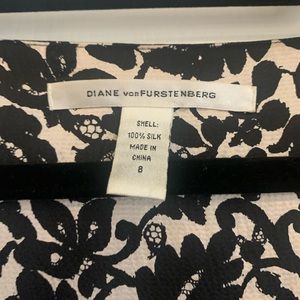 DIANE von FURSTENBERG
SHELL:
100% SILK
MADE IN
CHINA
8